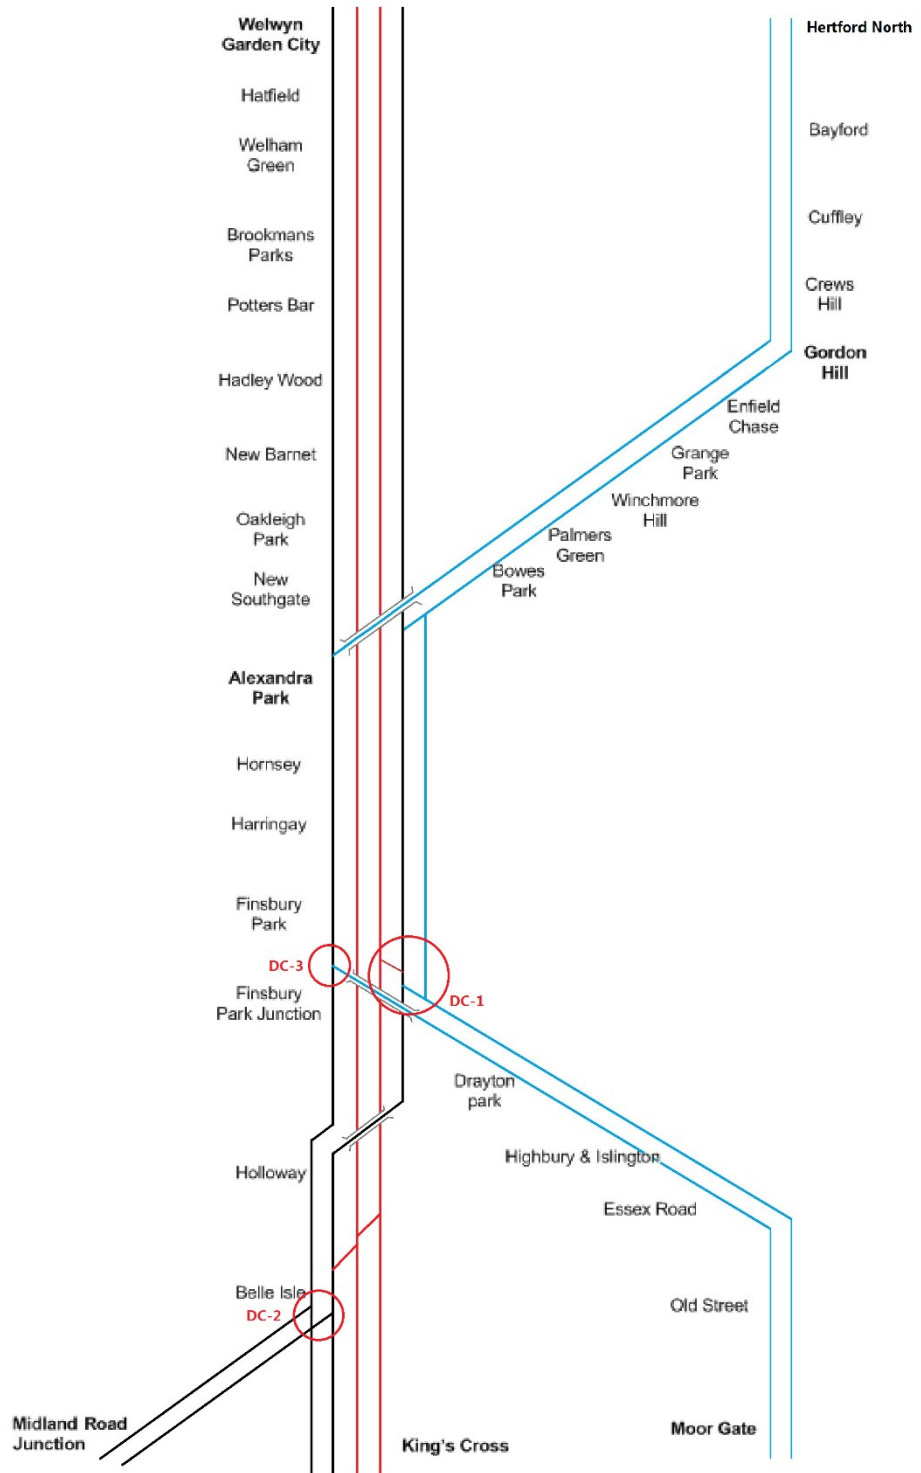 Welwyn
Garden City
Hertford North
Hatfield
Bayford
Welham
Green
Cuffley
Brookmans
Parks
Crews
Hill
Potters Bar
Gordon
Hill
Hadley Wood
Enfield
Chase
New Barnet
Grange
Park
Winchmore
Hill
Oakleigh
Park
Palmers
Green
Bowes
Park
New
Southgate
Alexandra
Park
Hornsey
Harringay
Finsbury
Park
DC-3
Finsbury
Park Junction
DC-1
Drayton
park
Highbury & Islington
Holloway
Essex Road
Belle Isle
DC-2
Old Street
Midland Road
Junction
King's Cross
Moor Gate